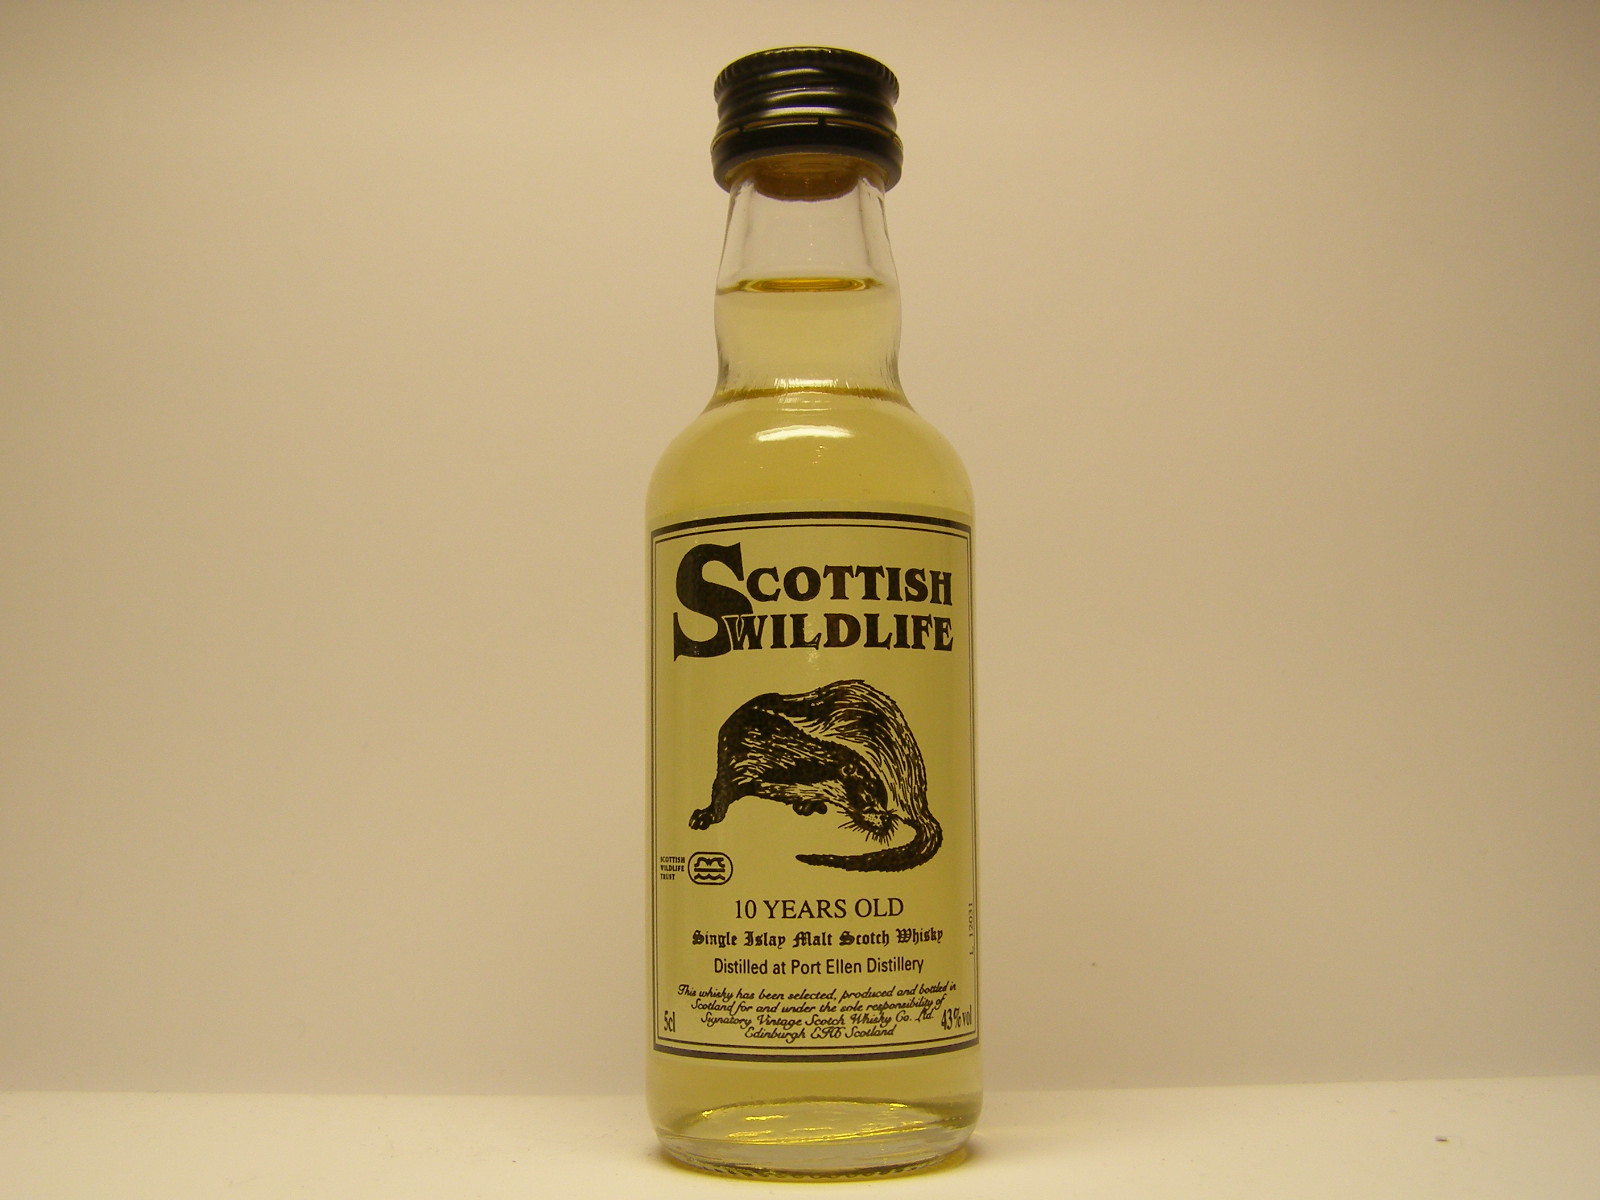 SCOTTISH
WILDLIFE
SCOTTISH
WILDLIFE
TRUST
10 YEARS OLD
Single Islay Malt Scotch Whisky
Distilled at Port Ellen Distillery
This whisky has been selected, produced and bottled in
Scotland for and under the sole responsibility of
Signatory Vintage Scotch Whisky Co. Ltd.
Edinburgh EH6 Scotland
5cl
43%vol
L 12031